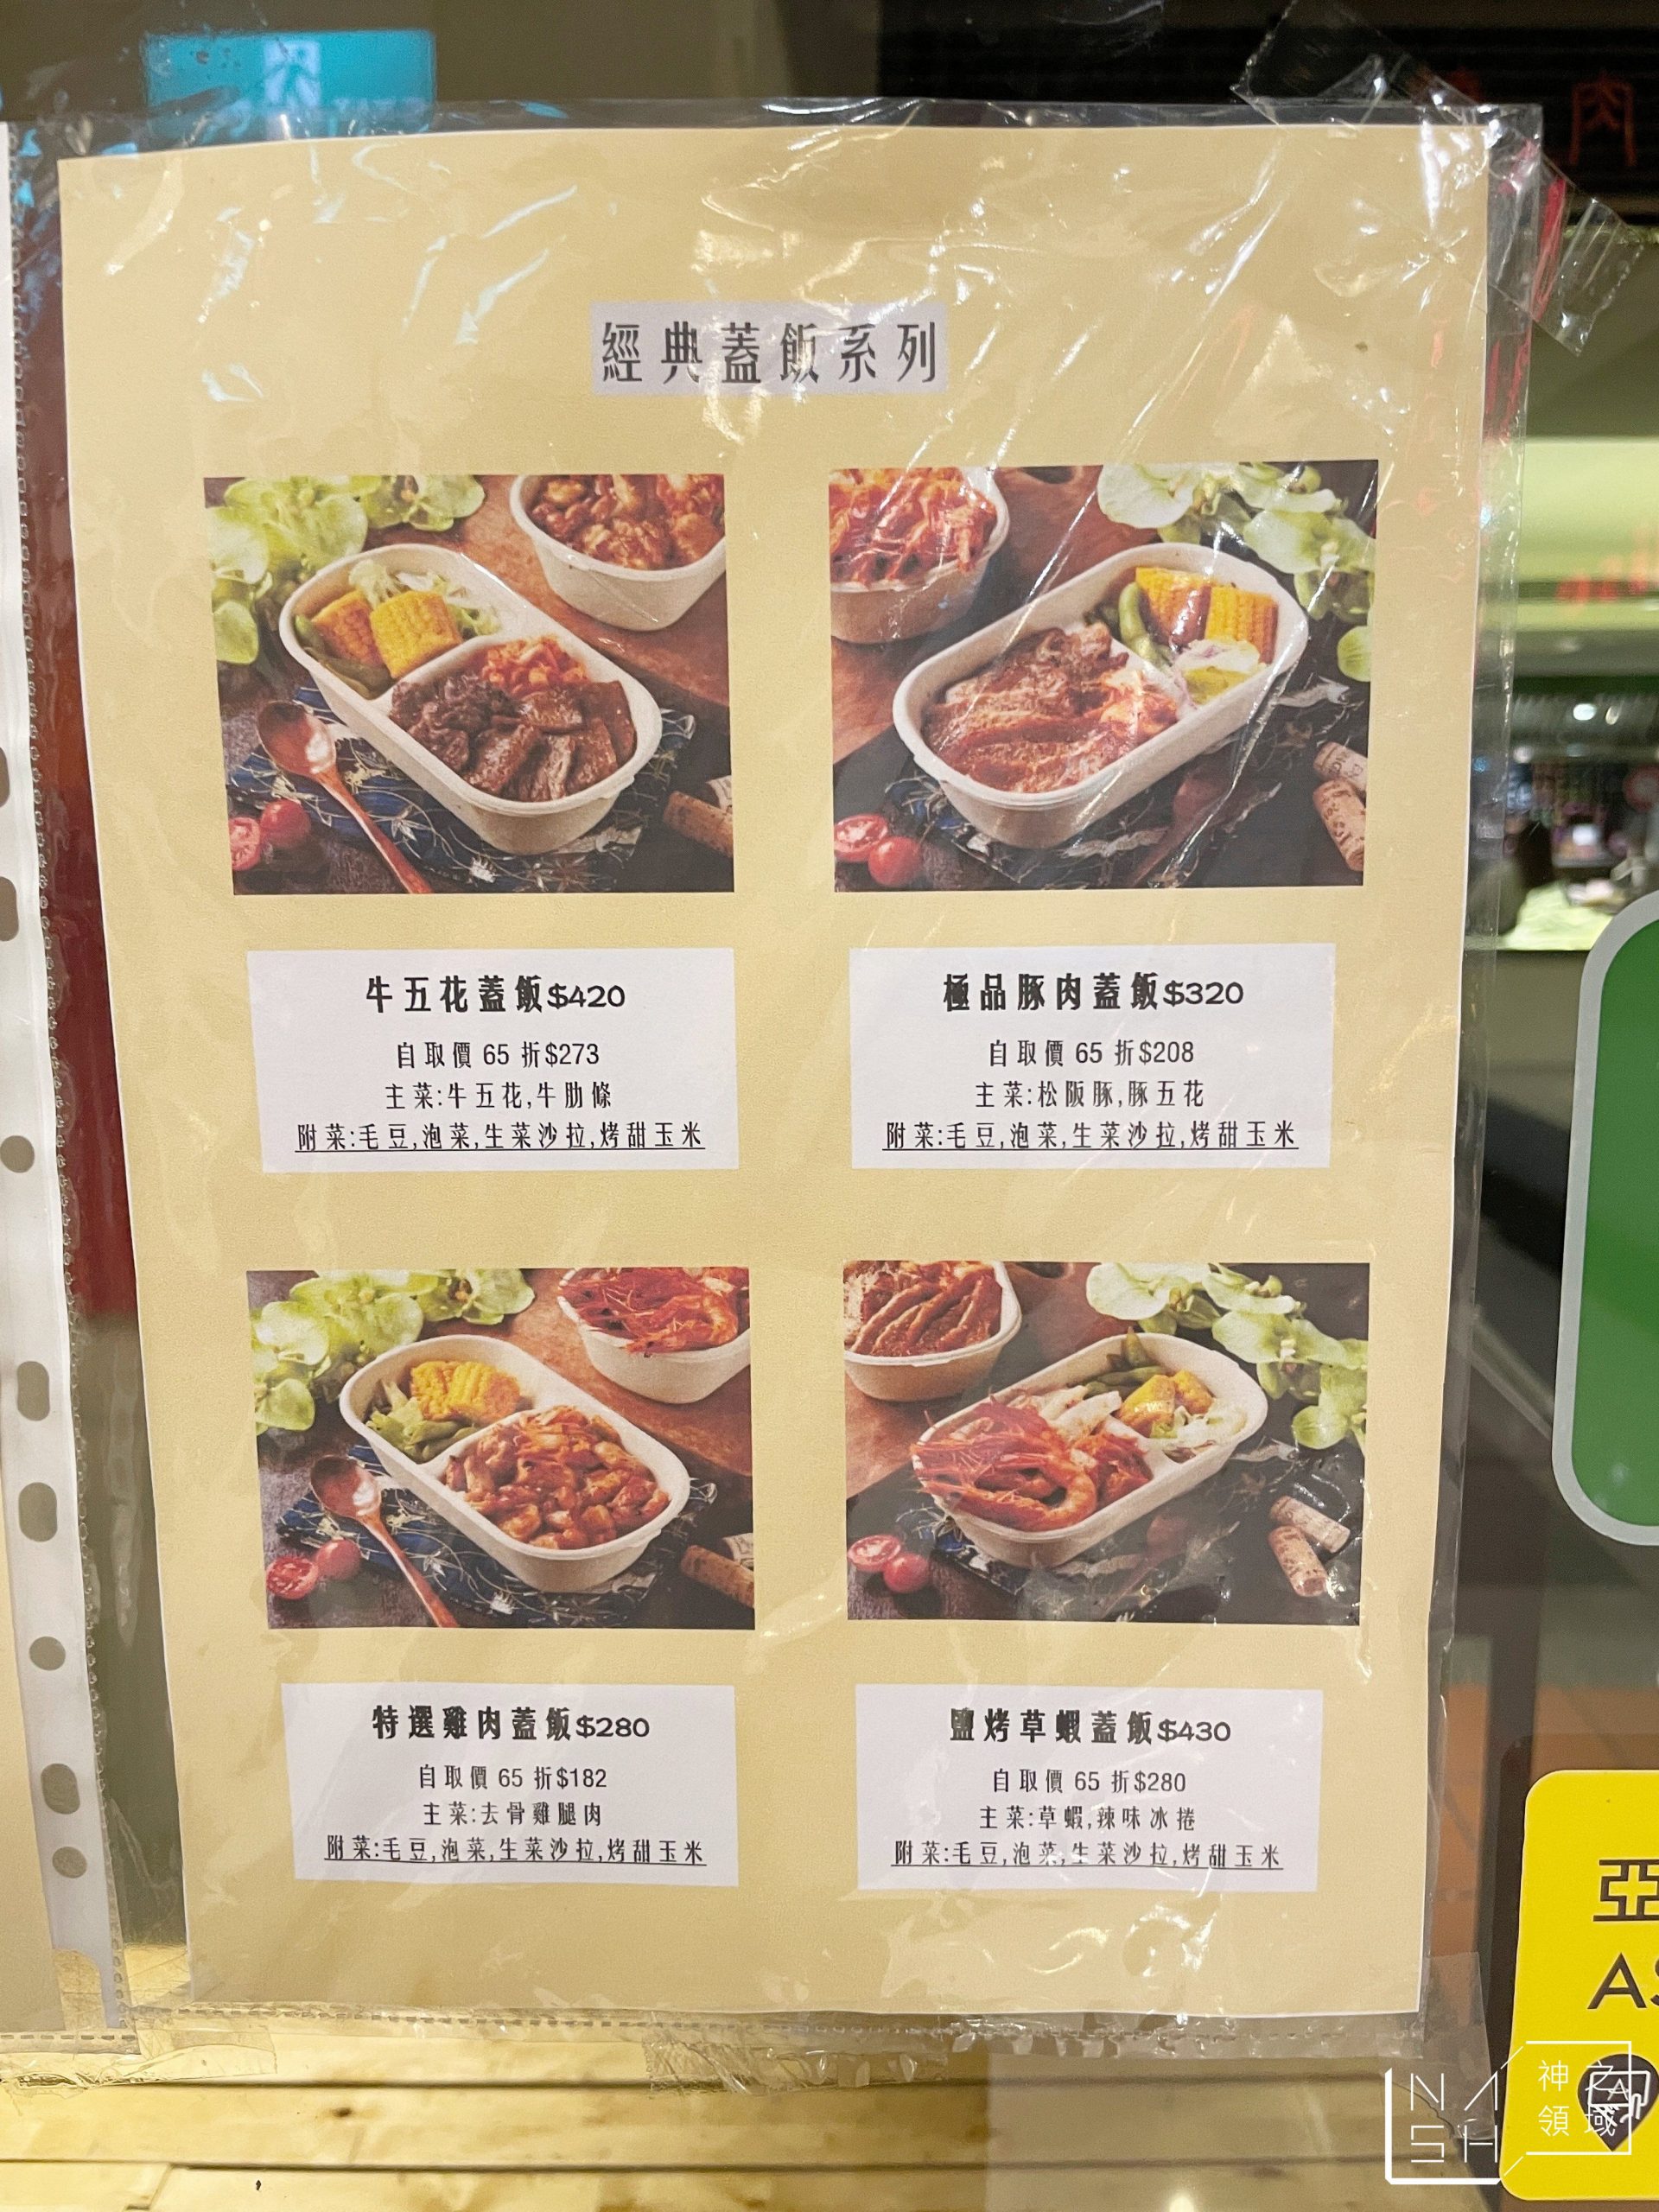 肉
經典蓋飯系列
牛五花蓋飯$420
自取價 65 折$273
主菜:牛五花,牛肋條
附菜:毛豆,泡菜,生菜沙拉,烤甜玉米
極品豚肉蓋飯$320
自取價 65 折$208
主菜:松阪豚,豚五花
附菜:毛豆,泡菜,生菜沙拉,烤甜玉米
特選雞肉蓋飯$280
自取價 65 折$182
主菜:去骨雞腿肉
附菜:毛豆,泡菜,生菜沙拉,烤甜玉米
鹽烤草蝦蓋飯$430
自取價 65 折$280
主菜:草蝦,辣味冰捲
附菜:毛豆,泡菜,生菜沙拉,烤甜玉米
亞
AS
NASH
神之
領域